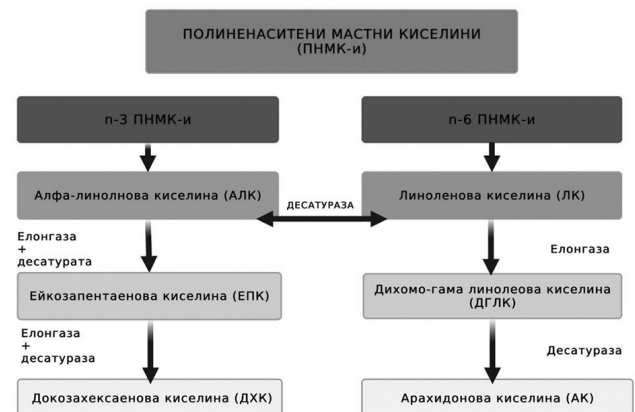 ПОЛИНЕНАСИТЕНИ МАСТНИ КИСЕЛИНИ
(ПНМК-и)
n-3 ПНМК-и
n-6 ПНМК-и
Алфа-линолнова киселина (АЛК)
ДЕСАТУРАЗА
Линоленова киселина (ЛК)
Елонгаза
+
десатурата
Елонгаза
Ейкозапентаенова киселина (ЕПК)
Дихомо-гама линолеова киселина
(ДГЛК)
Елонгаза
+
десатураза
Десатураза
Докозахексаенова киселина (ДХК)
Арахидонова киселина (АК)